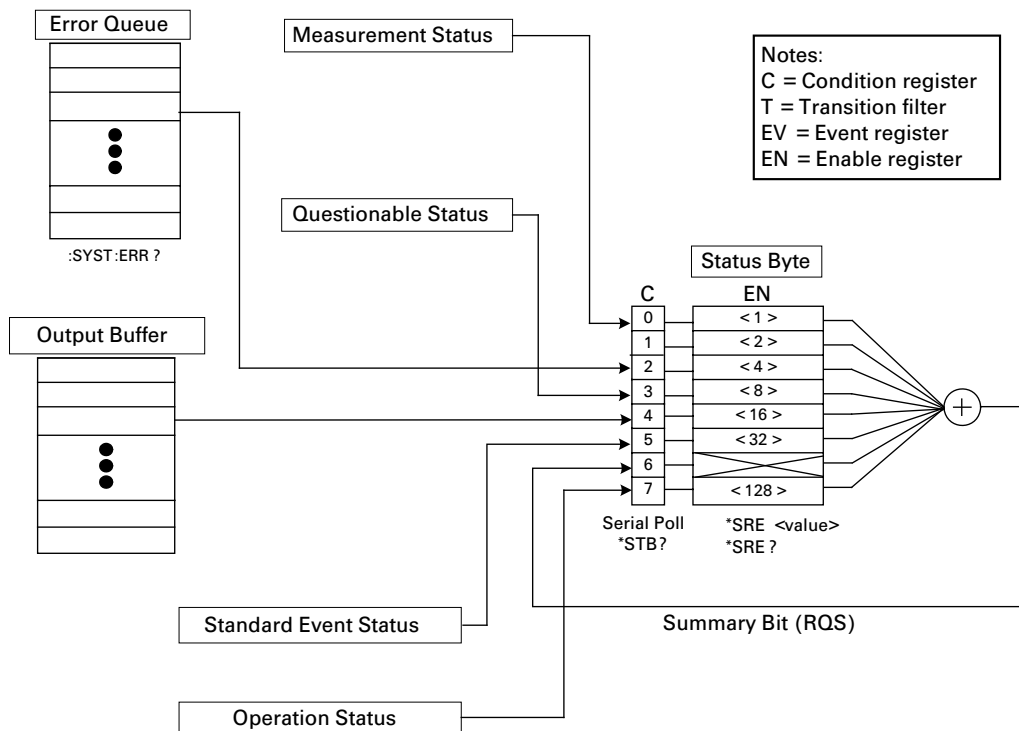 Error Queue
:SYST:ERR ?
Measurement Status
Notes:
C = Condition register
T = Transition filter
EV = Event register
EN = Enable register
Questionable Status
Output Buffer
Status Byte
C
EN
0
< 1 >
1
< 2 >
2
< 4 >
3
< 8 >
4
< 16 >
5
< 32 >
6
7
< 128 >
+
Serial Poll
*STB?
*SRE <value>
*SRE ?
Summary Bit (RQS)
Standard Event Status
Operation Status